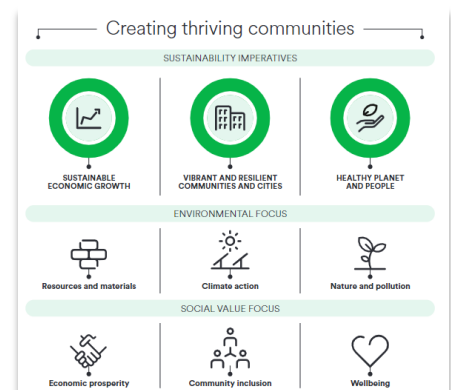 Creating thriving communities
SUSTAINABILITY IMPERATIVES
SUSTAINABLE
ECONOMIC GROWTH
VIBRANT AND RESILIENT
COMMUNITIES AND CITIES
HEALTHY PLANET
AND PEOPLE
ENVIRONMENTAL FOCUS
Resources and materials
Climate action
Nature and pollution
SOCIAL VALUE FOCUS
Economic prosperity
Community inclusion
Wellbeing